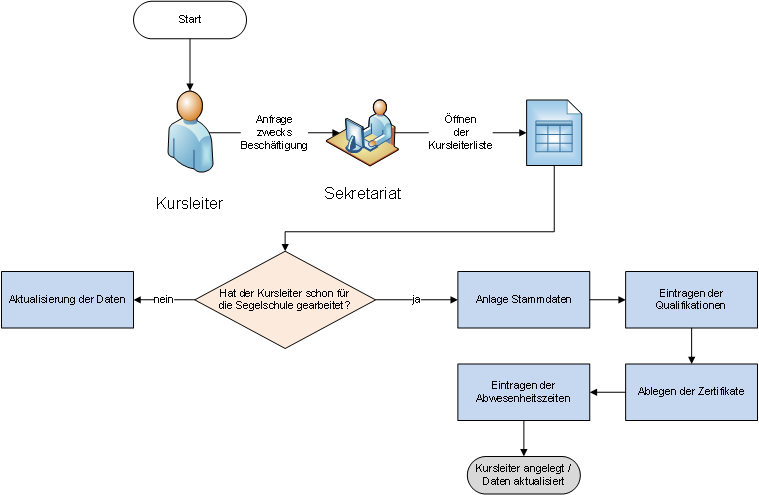 Start
Anfrage
zwecks
Beschäftigung
Öffnen
der
Kursleiterliste
Kursleiter
Sekretariat
Aktualisierung der Daten
nein
Hat der Kursleiter schon für
die Segelschule gearbeitet?
ja
Anlage Stammdaten
Eintragen der
Qualifikationen
Eintragen der
Abwesenheitszeiten
Ablegen der Zertifikate
Kursleiter angelegt /
Daten aktualisiert